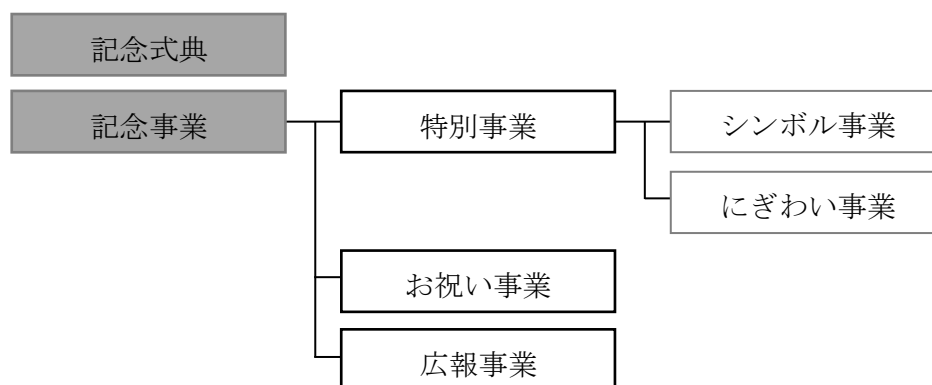 記念式典
記念事業
特別事業
シンボル事業
にぎわい事業
お祝い事業
広報事業